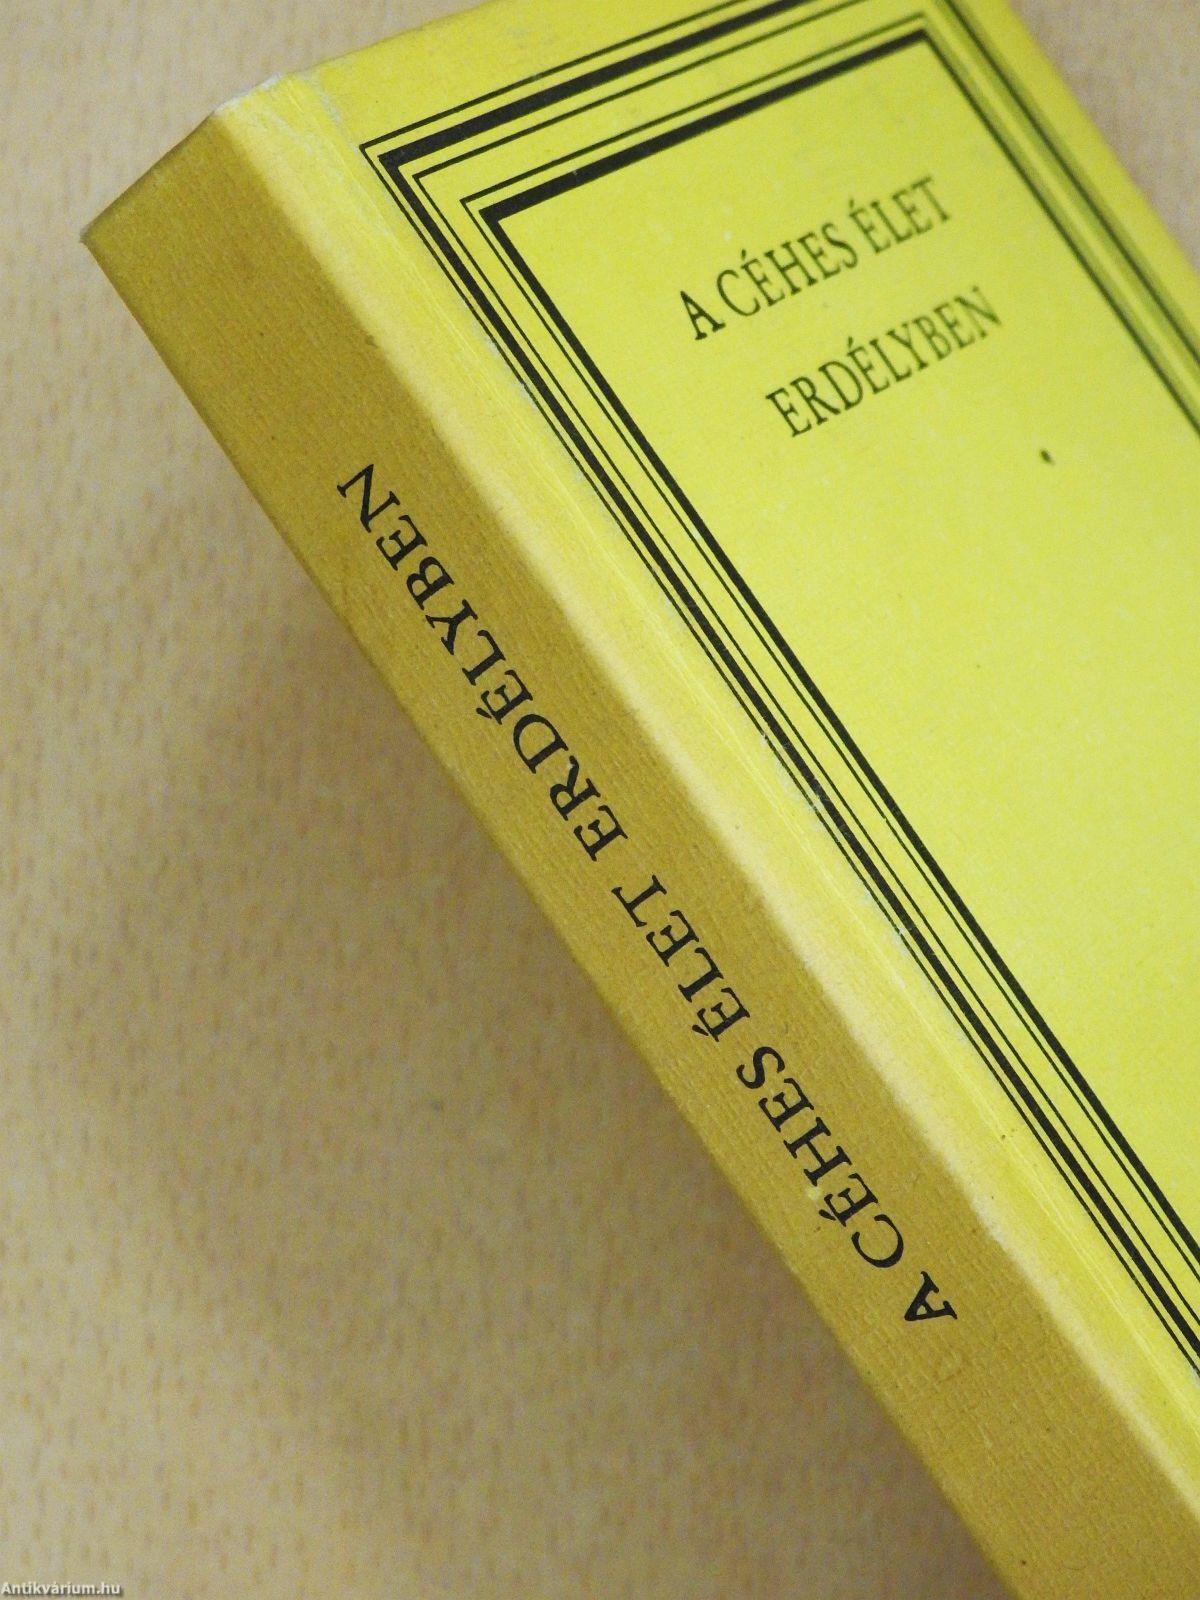 A CÉHES ÉLET
ERDÉLYBEN
A CÉHES ÉLET ERDÉLYBEN
Antikvárium.hu